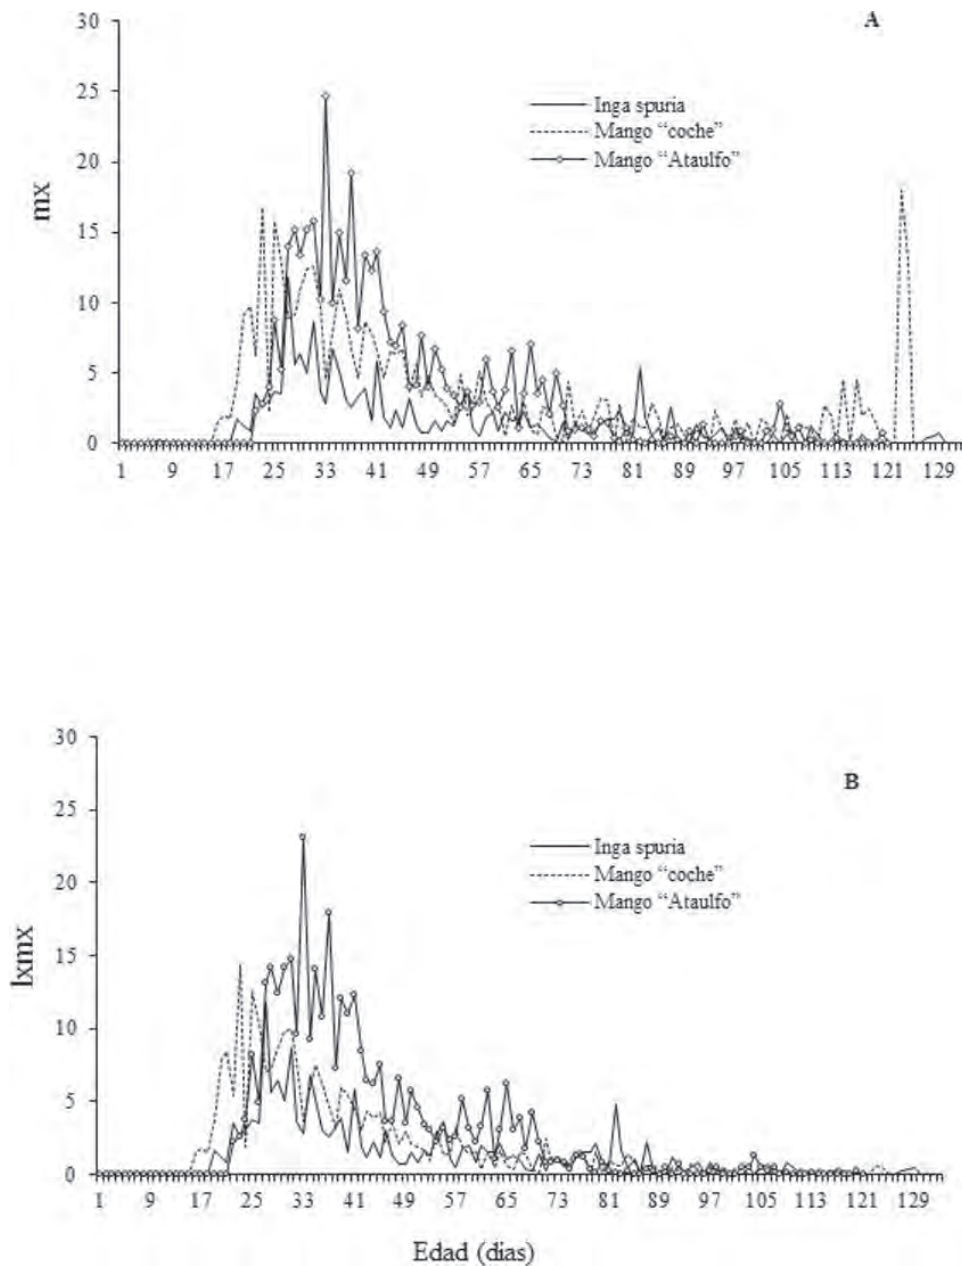 30
A
25
Inga spuria
Mango “coche”
20
Mango “Ataulfo”
mx
15
10
5
0
1 9 17 25 33 41 49 57 65 73 81 89 97 105 113 121 129
30
B
25
Inga spuria
Mango “coche”
20
Mango “Ataulfo”
lxmx
15
10
5
0
1 9 17 25 33 41 49 57 65 73 81 89 97 105 113 121 129
Edad (dias)